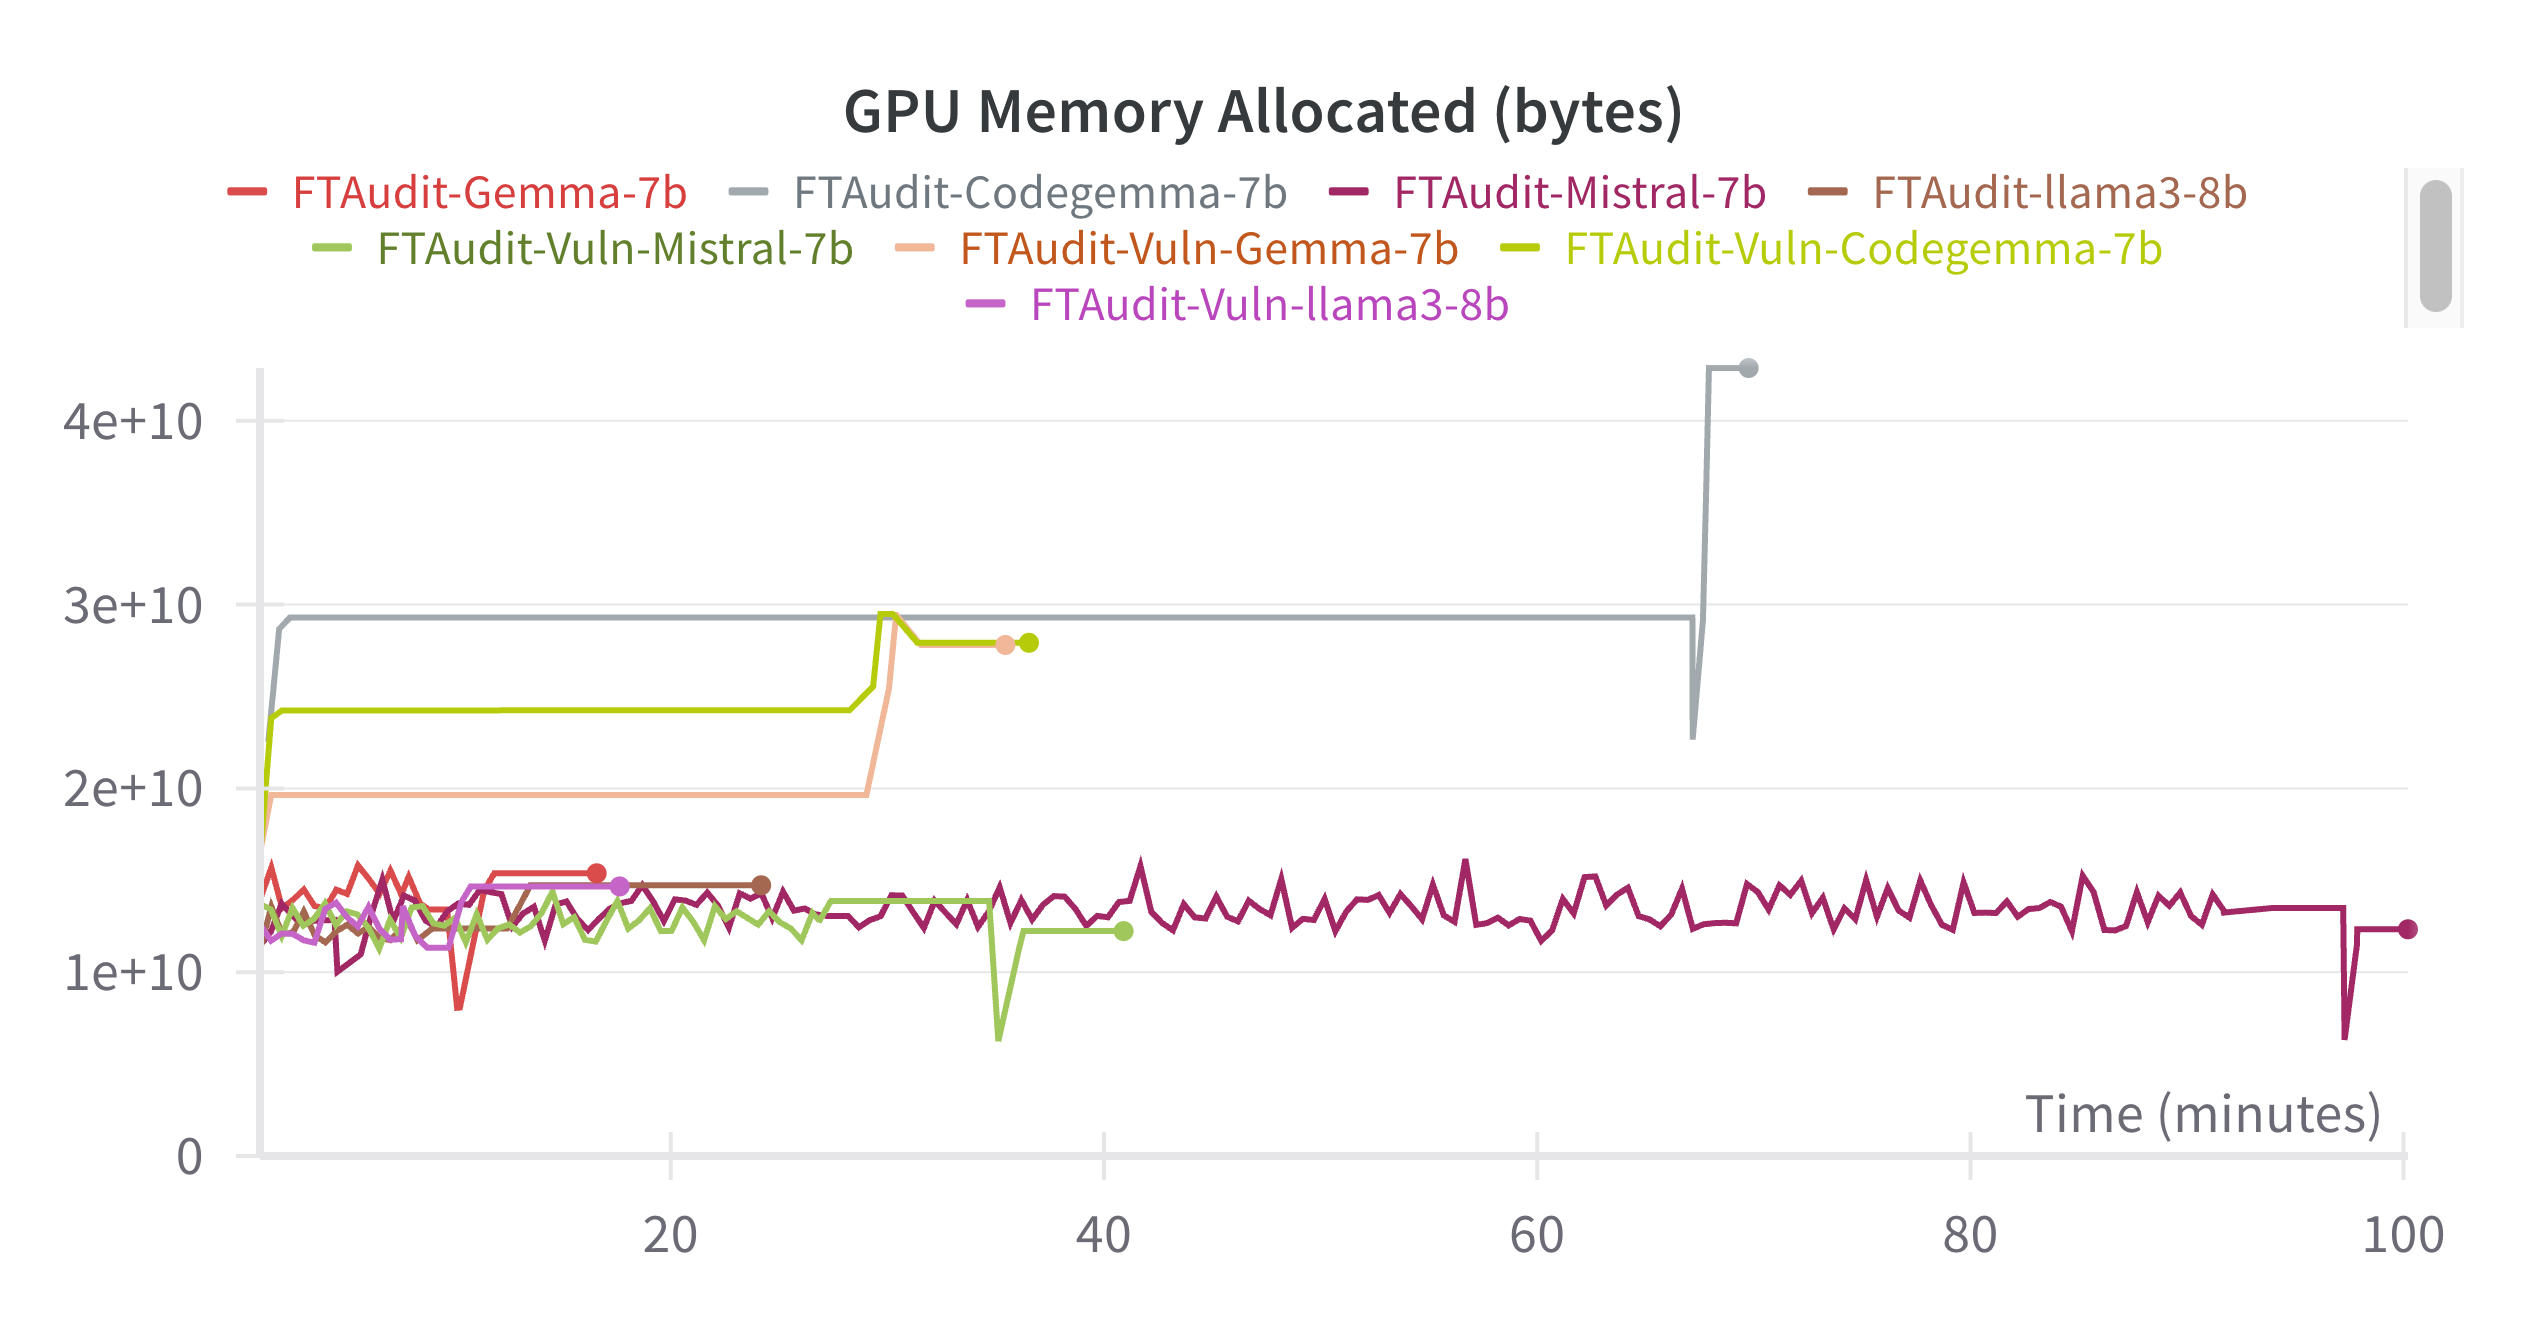 GPU Memory Allocated (bytes)
FTAudit-Gemma-7b FTAudit-Codegemma-7b FTAudit-Mistral-7b FTAudit-llama3-8b
FTAudit-Vuln-Mistral-7b FTAudit-Vuln-Gemma-7b FTAudit-Vuln-Codegemma-7b
FTAudit-Vuln-llama3-8b
4e+10
3e+10
2e+10
1e+10
Time (minutes)
0
20 40 60 80 100